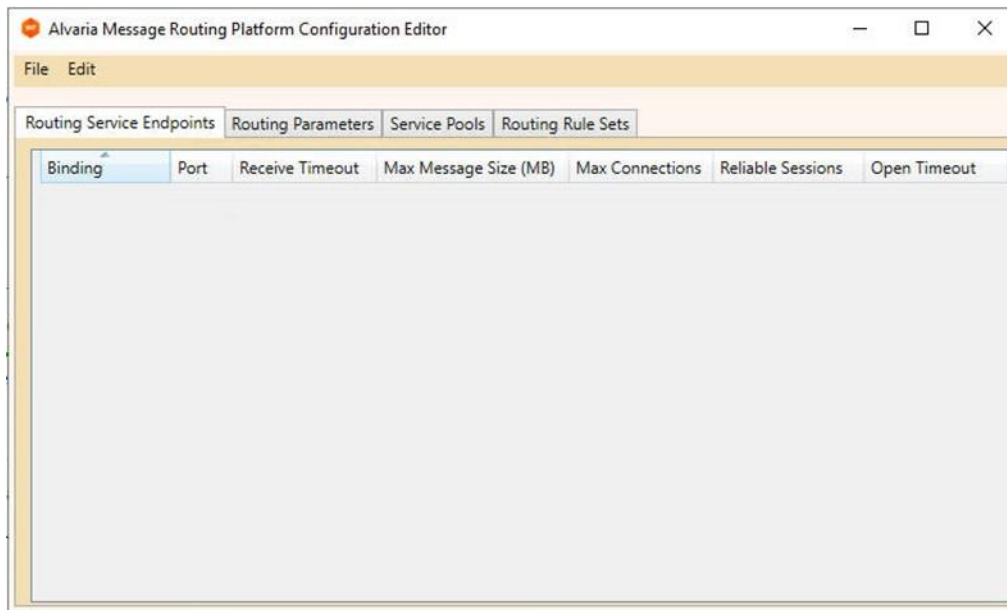 Alvaria Message Routing Platform Configuration Editor
File Edit
Routing Service Endpoints Routing Parameters Service Pools Routing Rule Sets
Binding Port Receive Timeout Max Message Size (MB) Max Connections Reliable Sessions Open Timeout